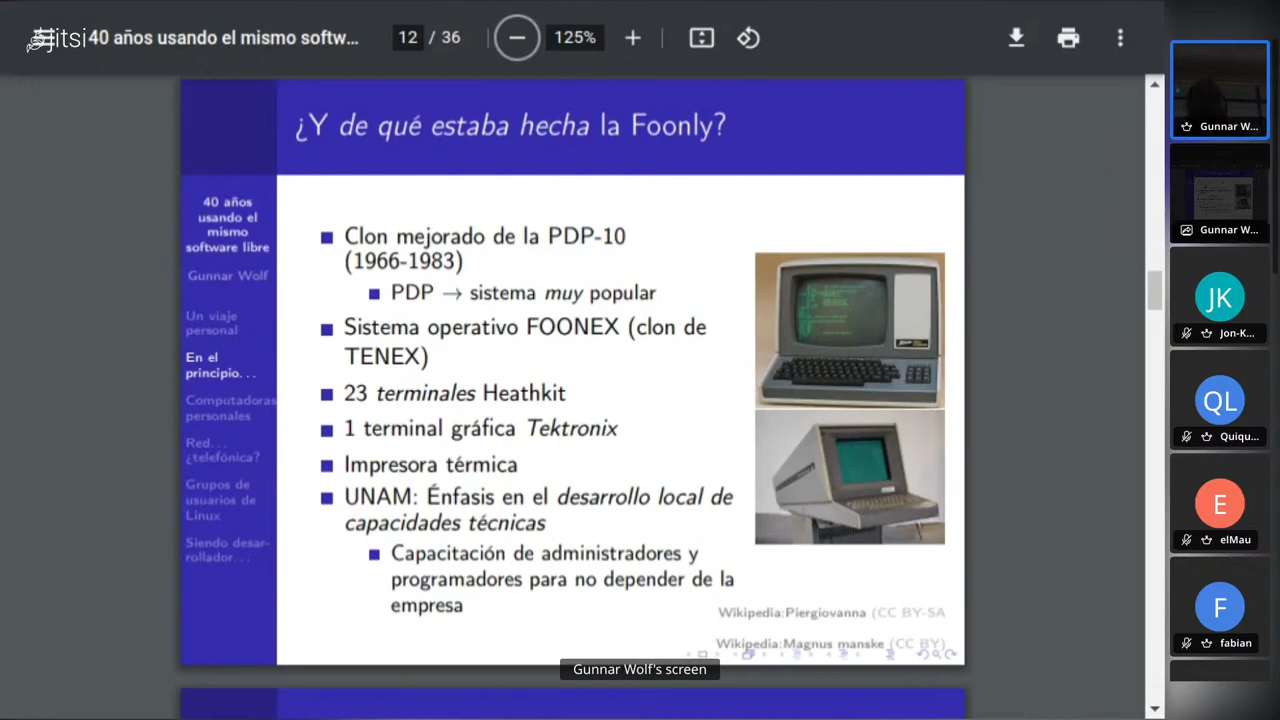 jitsi
40 años usando el mismo softw...
12 / 36
125%
¿Y de qué estaba hecha la Foonly?
40 años
usando el
mismo
software libre
Gunnar Wolf
Un viaje
personal
En el
principio...
Computadoras
personales
Red...
¿telefónica?
Grupos de
usuarios de
Linux
Siendo desar-
rollador...
Clon mejorado de la PDP-10
(1966-1983)
PDP → sistema muy popular
Sistema operativo FOONEX (clon de
TENEX)
23 terminales Heathkit
1 terminal gráfica Tektronix
Impresora térmica
UNAM: Énfasis en el desarrollo local de
capacidades técnicas
Capacitación de administradores y
programadores para no depender de la
empresa
Wikipedia:Piergiovanna (CC BY-SA
Wikipedia:Magnus manske (CC BY)
Gunnar Wolf's screen
Gunnar W...
Gunnar W...
JK
Jon-K...
QL
Quiqu...
E
elMau
F
fabian